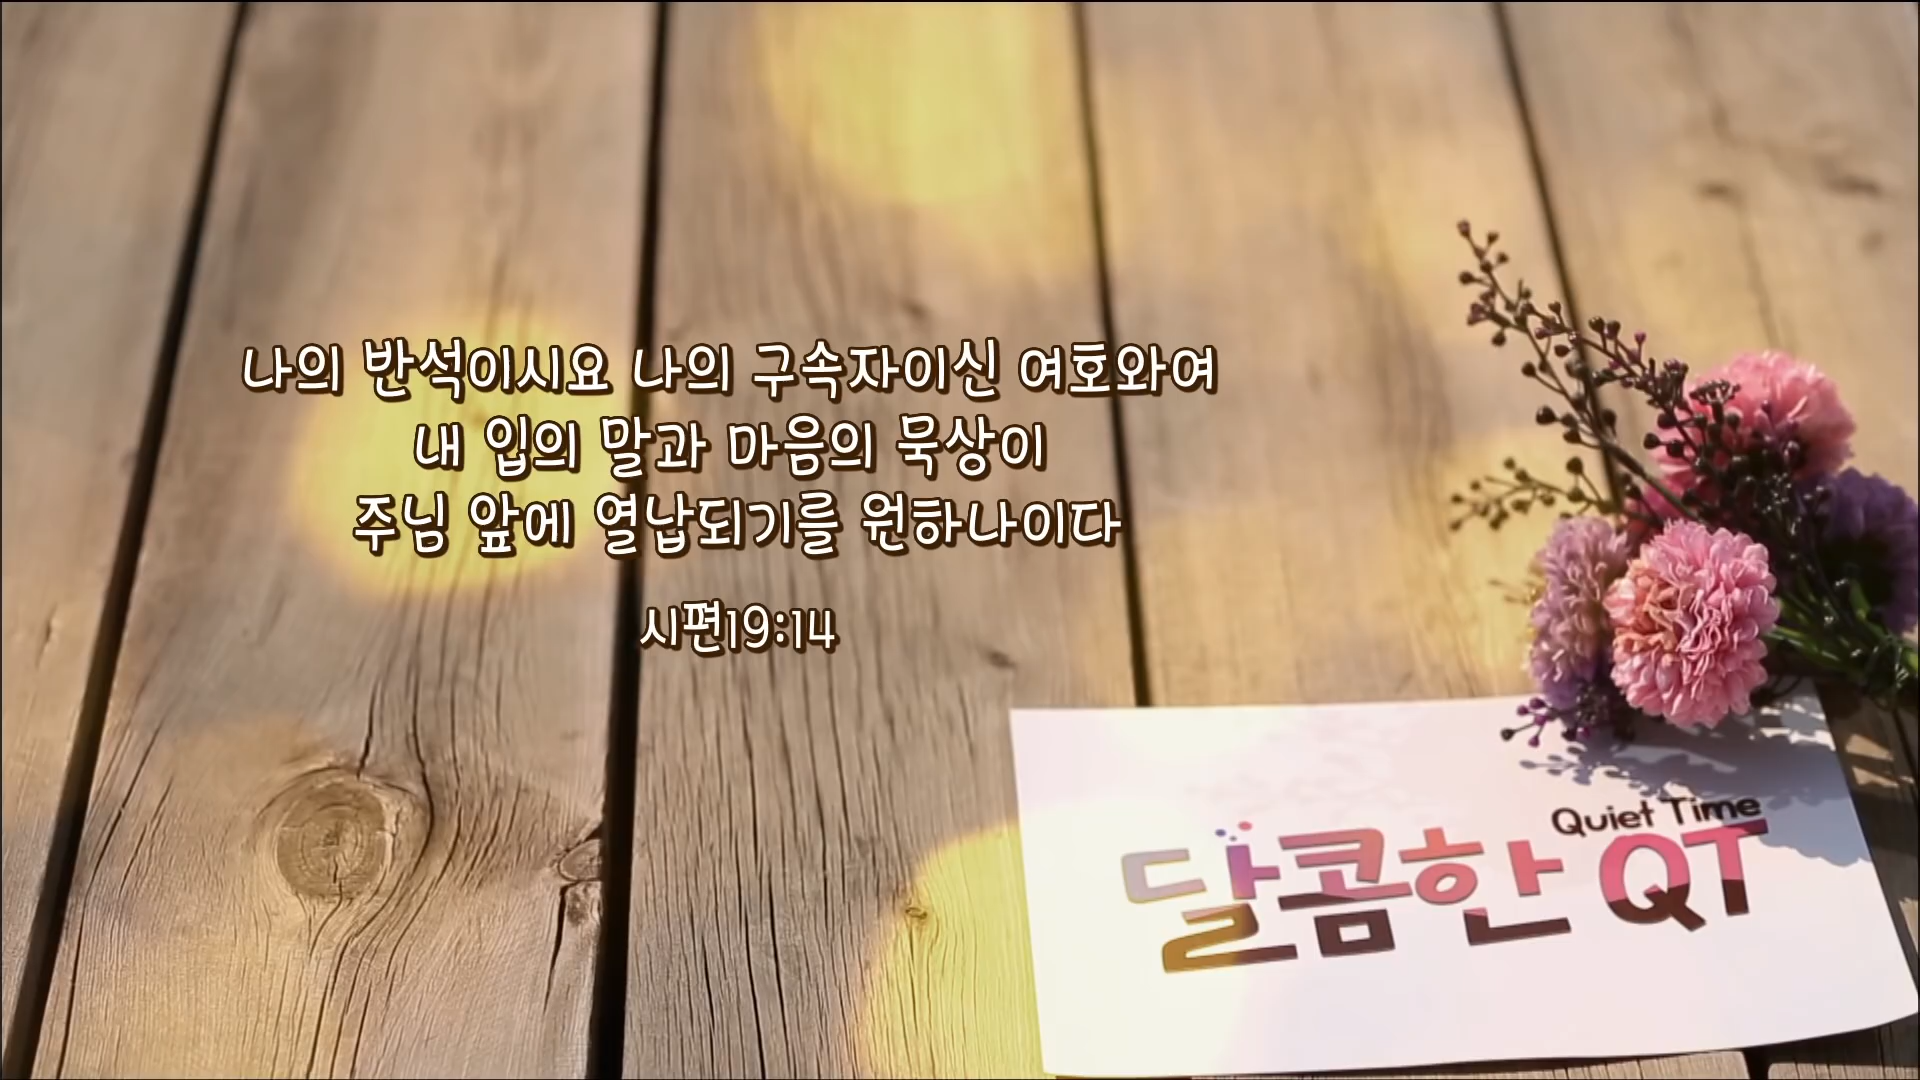 나의 반석이시요 나의 구속자이신 여호와여
내 입의 말과 마음의 묵상이
주님 앞에 열납되기를 원하나이다
시편19:14
Quiet Time
달콤한 QT